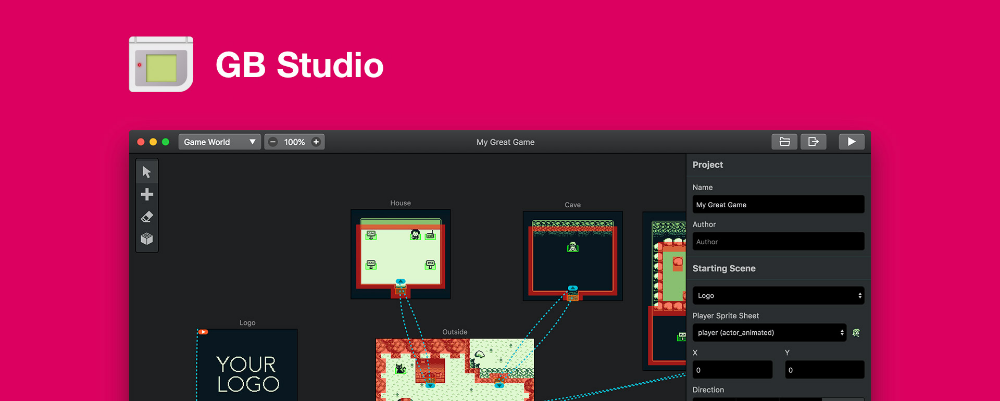 GB Studio
Game World
100%
My Great Game
Project
Name
My Great Game
Author
Author
Starting Scene
Logo
Player Sprite Sheet
player (actor_animated)
X
Y
0
0
Direction
House
Cave
Logo
Outside
YOUR
LOGO